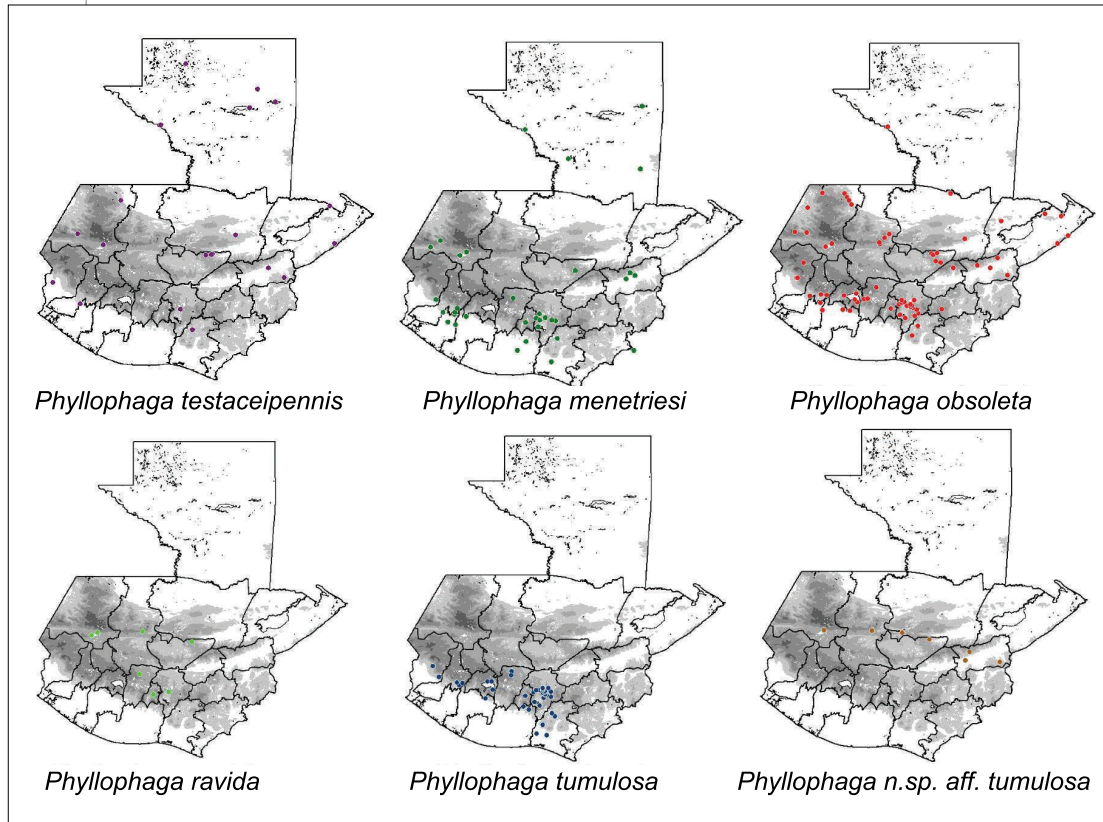 Phyllophaga testaceipennis
Phyllophaga menetriesi
Phyllophaga obsoleta
Phyllophaga ravida
Phyllophaga tumulosa
Phyllophaga n.sp. aff. tumulosa